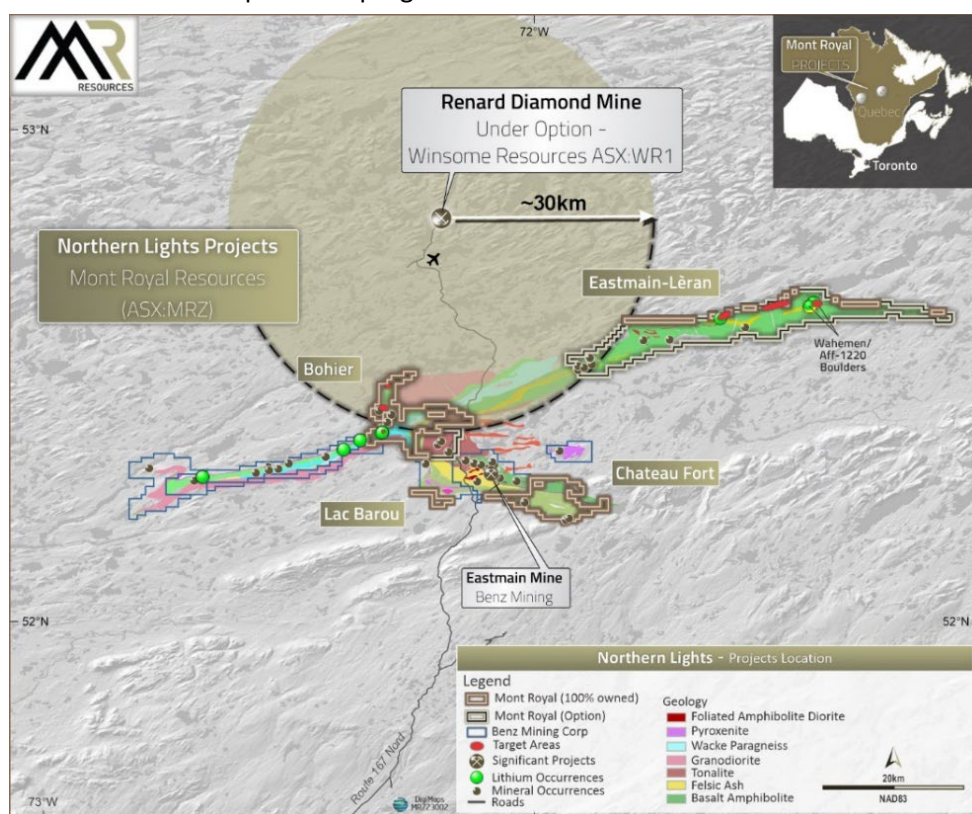 MR
RESOURCES
72°W
Mont Royal
PROJECTS
Quebec
Toronto
53°N
Renard Diamond Mine
Under Option -
Winsome Resources ASX:WR1
~30km
Northern Lights Projects
Mont Royal Resources
(ASX:MRZ)
Eastmain-Lèran
Wahemen/
Aff-1220
Boulders
Bohier
Chateau Fort
Lac Barou
Eastmain Mine
Benz Mining
52°N
52°N
Northern Lights - Projects Location
Legend
Mont Royal (100% owned)
Mont Royal (Option)
Benz Mining Corp
Target Areas
Significant Projects
Lithium Occurrences
Mineral Occurrences
Roads
Geology
Foliated Amphibolite Diorite
Pyroxenite
Wacke Paragneiss
Granodiorite
Tonalite
Felsic Ash
Basalt Amphibolite
20km
NAD83
Route 167 Nord
73°W
DigiMaps
MRZ23002